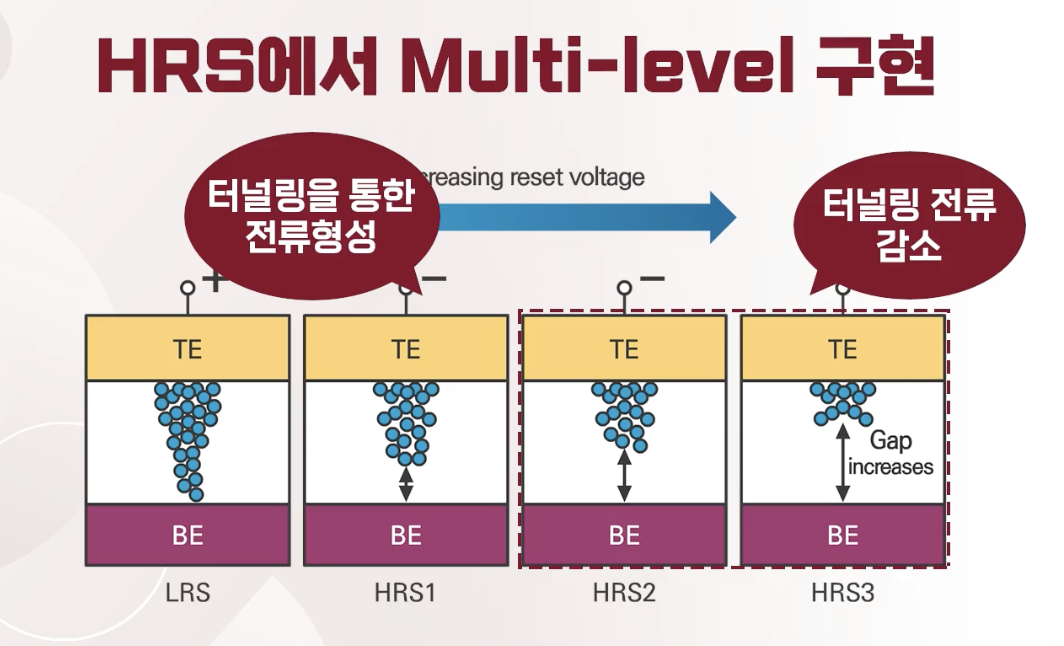 HRS에서 Multi-level 구현
터널링을 통한
전류형성
reasing reset voltage
터널링 전류
감소
+
−
−
TE
TE
TE
TE
Gap
increases
BE
BE
BE
BE
LRS
HRS1
HRS2
HRS3